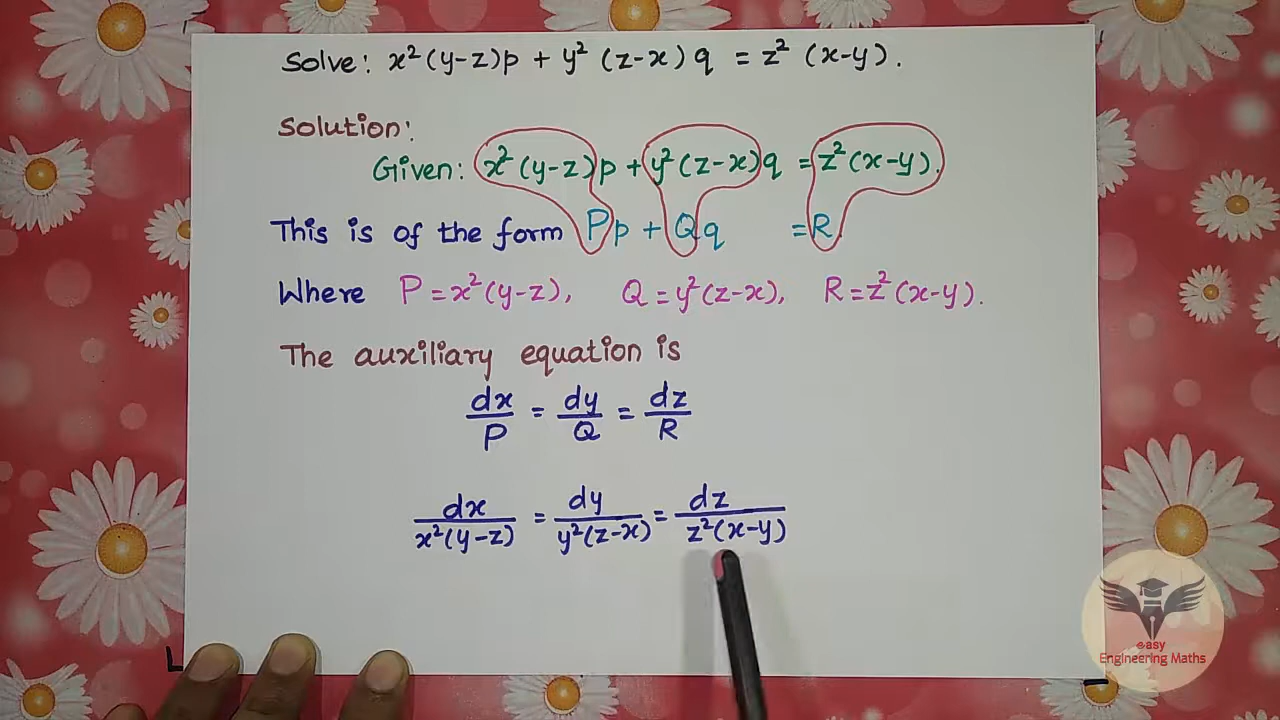 Solve: x²(y-z)p + y² (z-x) q = z² (x-y).
Solution:
Given: x²(y-z)p + y²(z-x)q = z²(x-y).
This is of the form Pp + Qq = R
Where P = x²(y-z), Q = y²(z-x), R = z²(x-y).
The auxiliary equation is
dx/P = dy/Q = dz/R
dx/x²(y-z) = dy/y²(z-x) = dz/z²(x-y)
easy
Engineering Maths